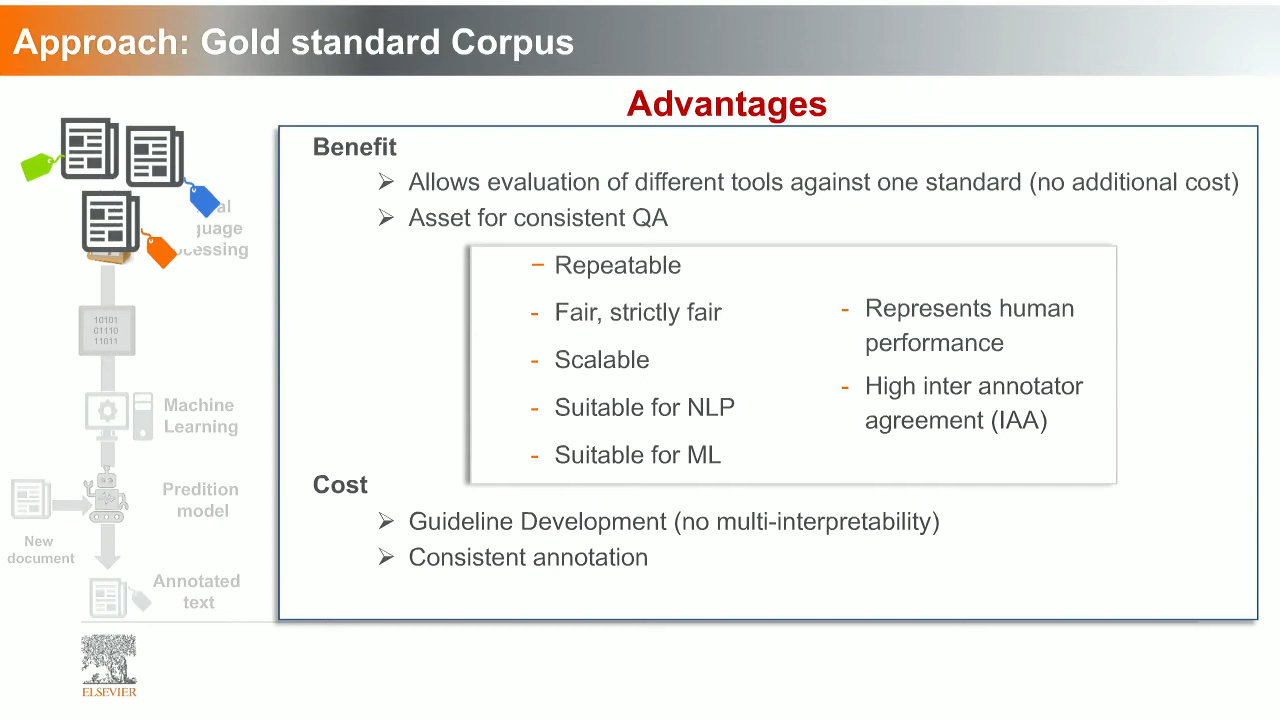 Approach: Gold standard Corpus
Advantages
Benefit
➢ Allows evaluation of different tools against one standard (no additional cost)
➢ Asset for consistent QA
– Repeatable
- Fair, strictly fair
- Scalable
- Suitable for NLP
- Suitable for ML
- Represents human
performance
- High inter annotator
agreement (IAA)
Cost
➢ Guideline Development (no multi-interpretability)
➢ Consistent annotation
10101
01110
11011
Machine
Learning
Predition
model
New
document
Annotated
text
ELSEVIER